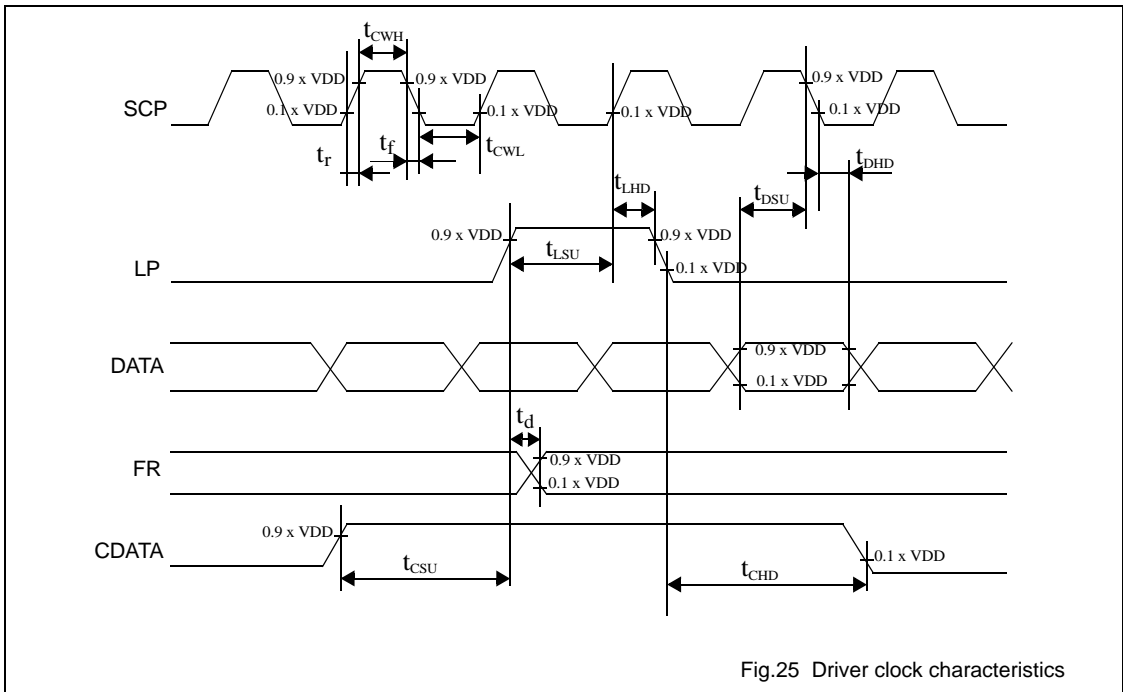 tCWH
0.9 x VDD
0.9 x VDD
0.9 x VDD
SCP
0.1 x VDD
0.1 x VDD
0.1 x VDD
0.1 x VDD
tr
tf
tCWL
tDHD
tLHD
tDSU
0.9 x VDD
0.9 x VDD
tLSU
LP
0.1 x VDD
DATA
0.9 x VDD
0.1 x VDD
td
FR
0.9 x VDD
0.1 x VDD
0.9 x VDD
CDATA
0.1 x VDD
tCSU
tCHD
Fig.25 Driver clock characteristics